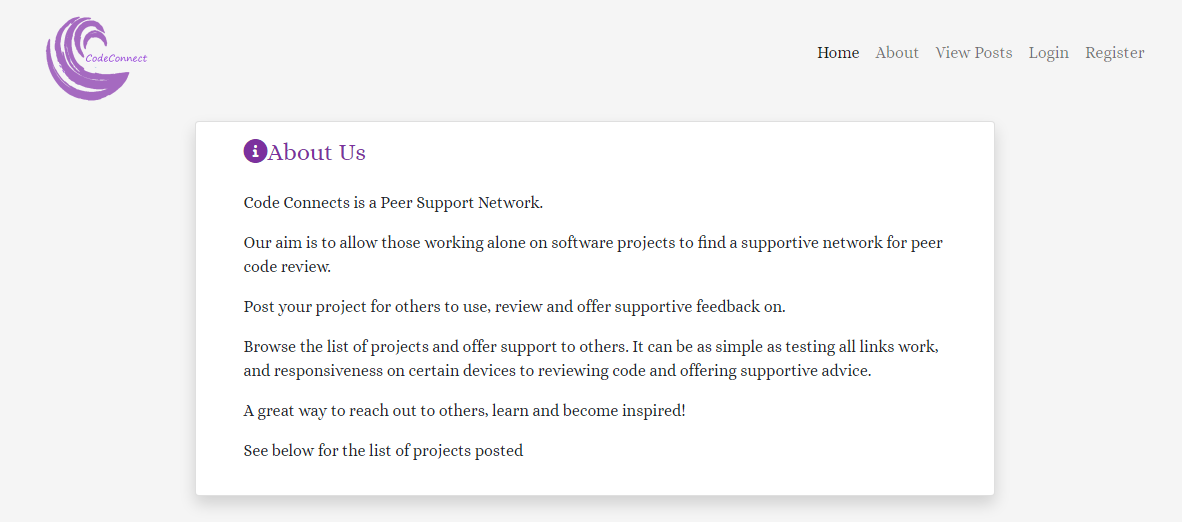 CodeConnect
Home About View Posts Login Register
About Us
Code Connects is a Peer Support Network.
Our aim is to allow those working alone on software projects to find a supportive network for peer
code review.
Post your project for others to use, review and offer supportive feedback on.
Browse the list of projects and offer support to others. It can be as simple as testing all links work,
and responsiveness on certain devices to reviewing code and offering supportive advice.
A great way to reach out to others, learn and become inspired!
See below for the list of projects posted